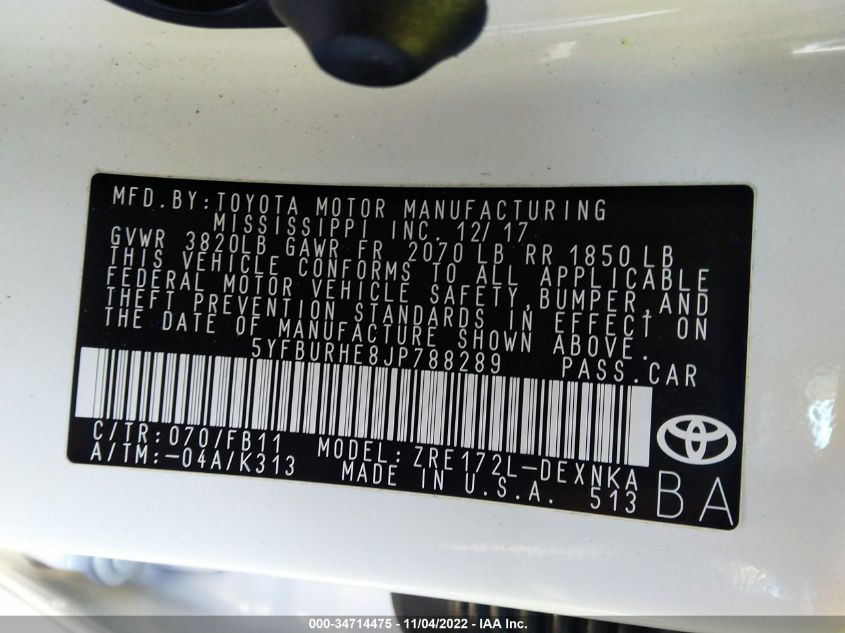 MFD. BY: TOYOTA MOTOR MANUFACTURING
MISSISSIPPI INC. 12/17
GVWR 3820LB GAWR FR 2070 LB RR 1850 LB
THIS VEHICLE CONFORMS TO ALL APPLICABLE
FEDERAL MOTOR VEHICLE SAFETY, BUMPER, AND
THEFT PREVENTION STANDARDS IN EFFECT ON
THE DATE OF MANUFACTURE SHOWN ABOVE.
5YFBURHE8JP788289 PASS. CAR
C/TR: 070/FB11 MODEL: ZRE172L-DEXNKA
A/TM: -04A/K313 MADE IN U.S.A. 513
BA
000-34714475 - 11/04/2022 - IAA Inc.